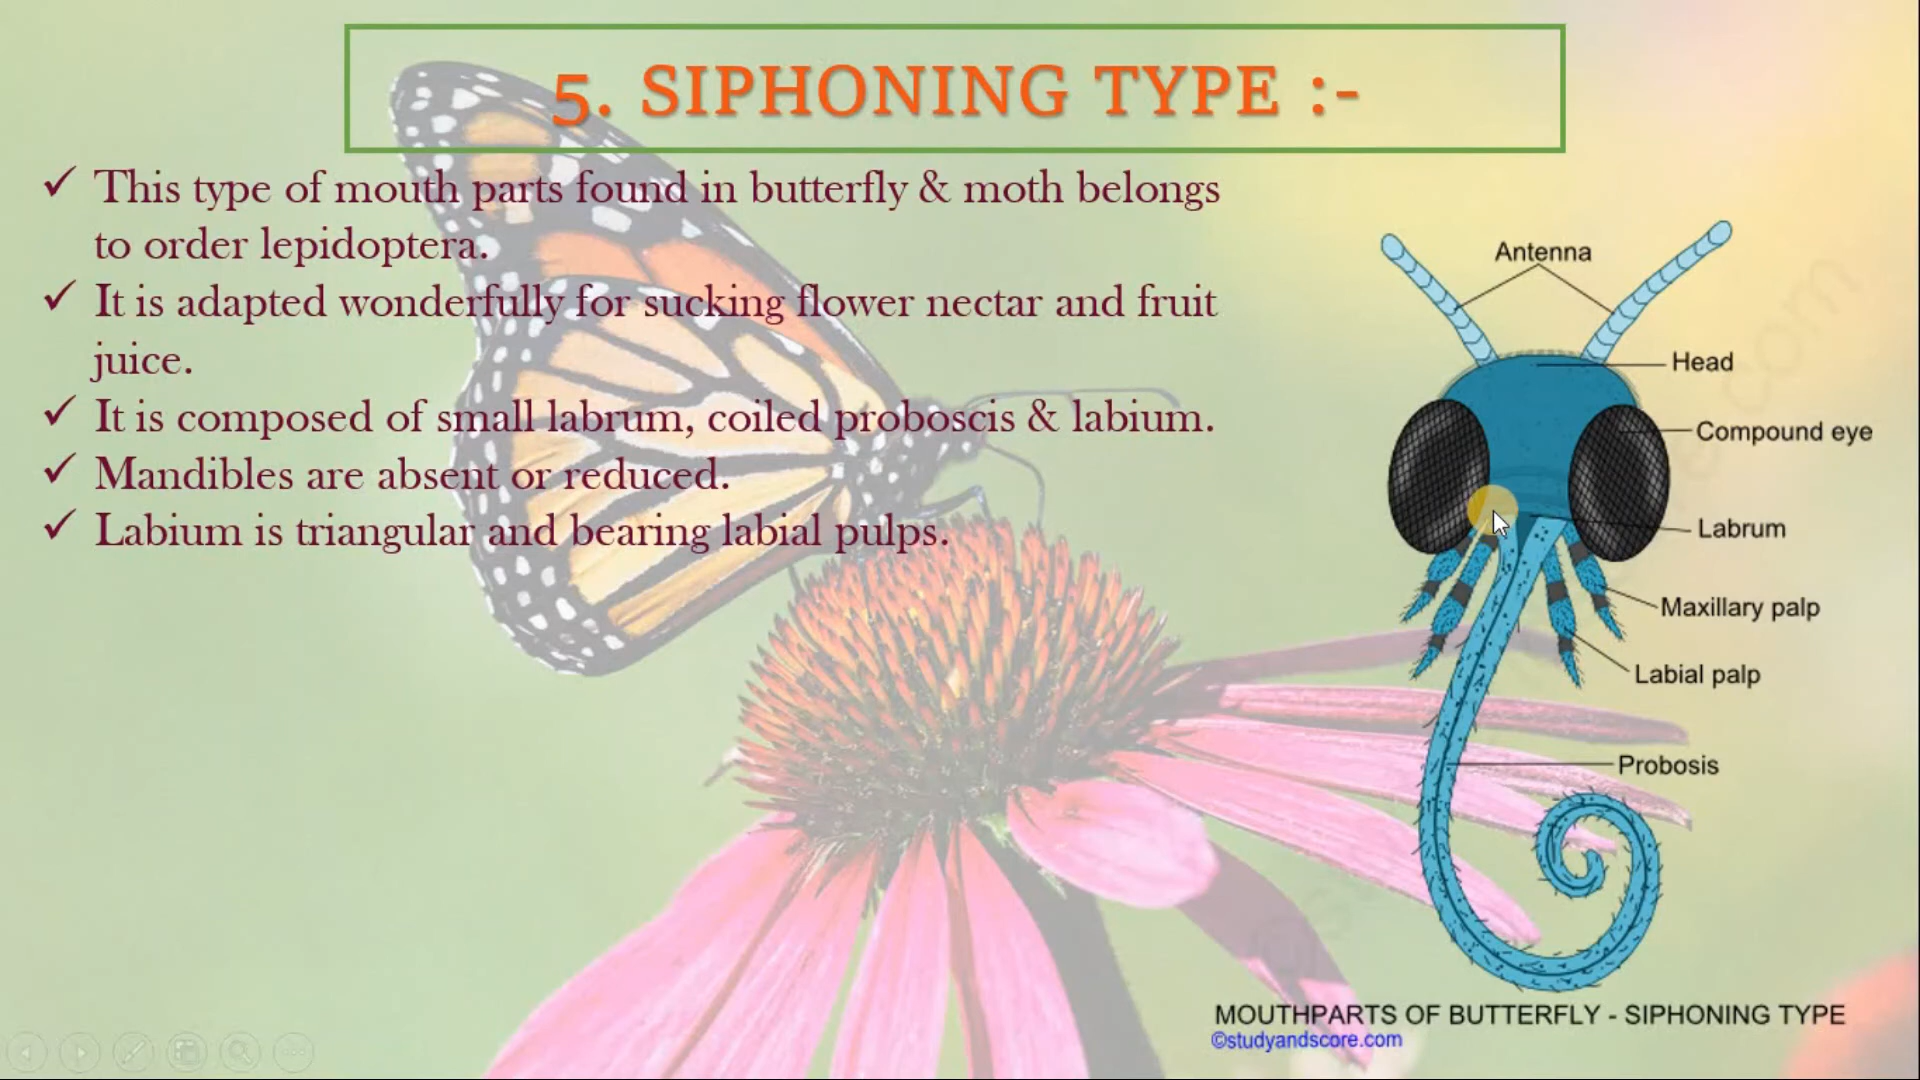 5. SIPHONING TYPE :-
✓ This type of mouth parts found in butterfly & moth belongs
to order lepidoptera.
✓ It is adapted wonderfully for sucking flower nectar and fruit
juice.
✓ It is composed of small labrum, coiled proboscis & labium.
✓ Mandibles are absent or reduced.
✓ Labium is triangular and bearing labial pulps.
Antenna
Head
Compound eye
Labrum
Maxillary palp
Labial palp
Probosis
MOUTHPARTS OF BUTTERFLY - SIPHONING TYPE
©studyandscore.com